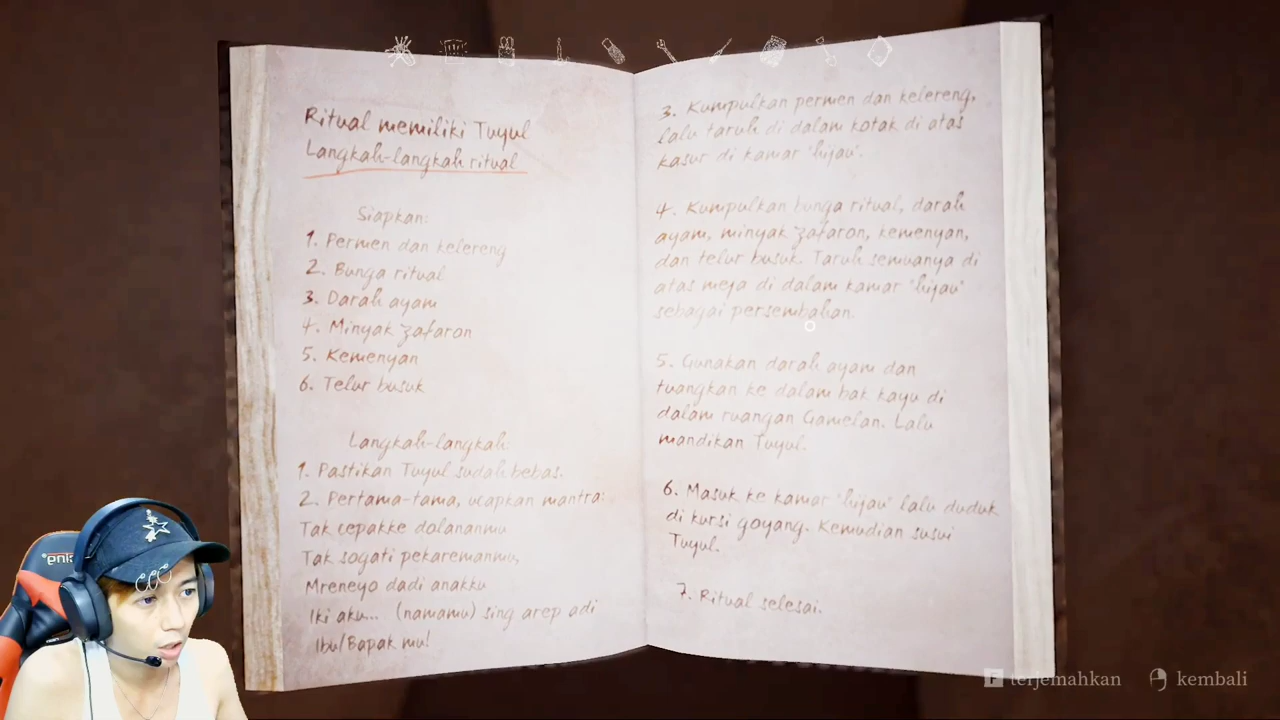 Ritual memiliki Tuyul
Langkah-langkah ritual
Siapkan:
1. Permen dan kelereng
2. Bunga ritual
3. Darah ayam
4. Minyak zafaron
5. Kemenyan
6. Telur busuk
Langkah-langkah:
1. Pastikan Tuyul sudah bebas.
2. Pertama-tama, ucapkan mantra:
Tak cepakke dolananmu
Tak sogati pekaremanmu,
Mreneyo dadi anakku
Iki aku... (namamu) sing arep adi
Ibu/Bapak mu!
3. Kumpulkan permen dan kelereng,
lalu taruh di dalam kotak di atas
kasur di kamar "hijau".
4. Kumpulkan bunga ritual, darah
ayam, minyak zafaron, kemenyan,
dan telur busuk. Taruh semuanya di
atas meja di dalam kamar "hijau"
sebagai persembahan.
5. Gunakan darah ayam dan
tuangkan ke dalam bak kayu di
dalam ruangan Gamelan. Lalu
mandikan Tuyul.
6. Masuk ke kamar "hijau" lalu duduk
di kursi goyang. Kemudian susui
Tuyul.
7. Ritual selesai.
F terjemahkan kembali